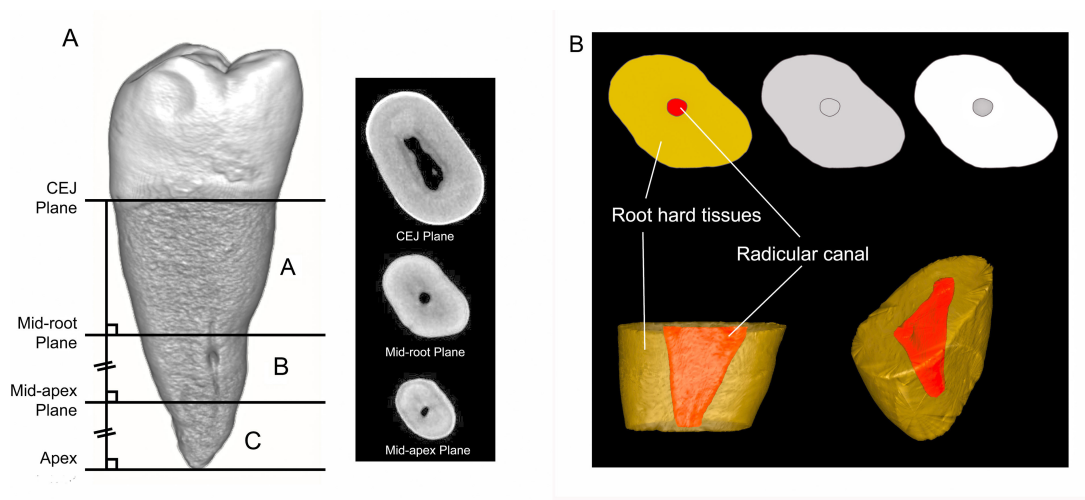 A
CEJ
Plane
A
Mid-root
Plane
B
Mid-apex
Plane
C
Apex
CEJ Plane
Mid-root Plane
Mid-apex Plane
B
Root hard tissues
Radicular canal